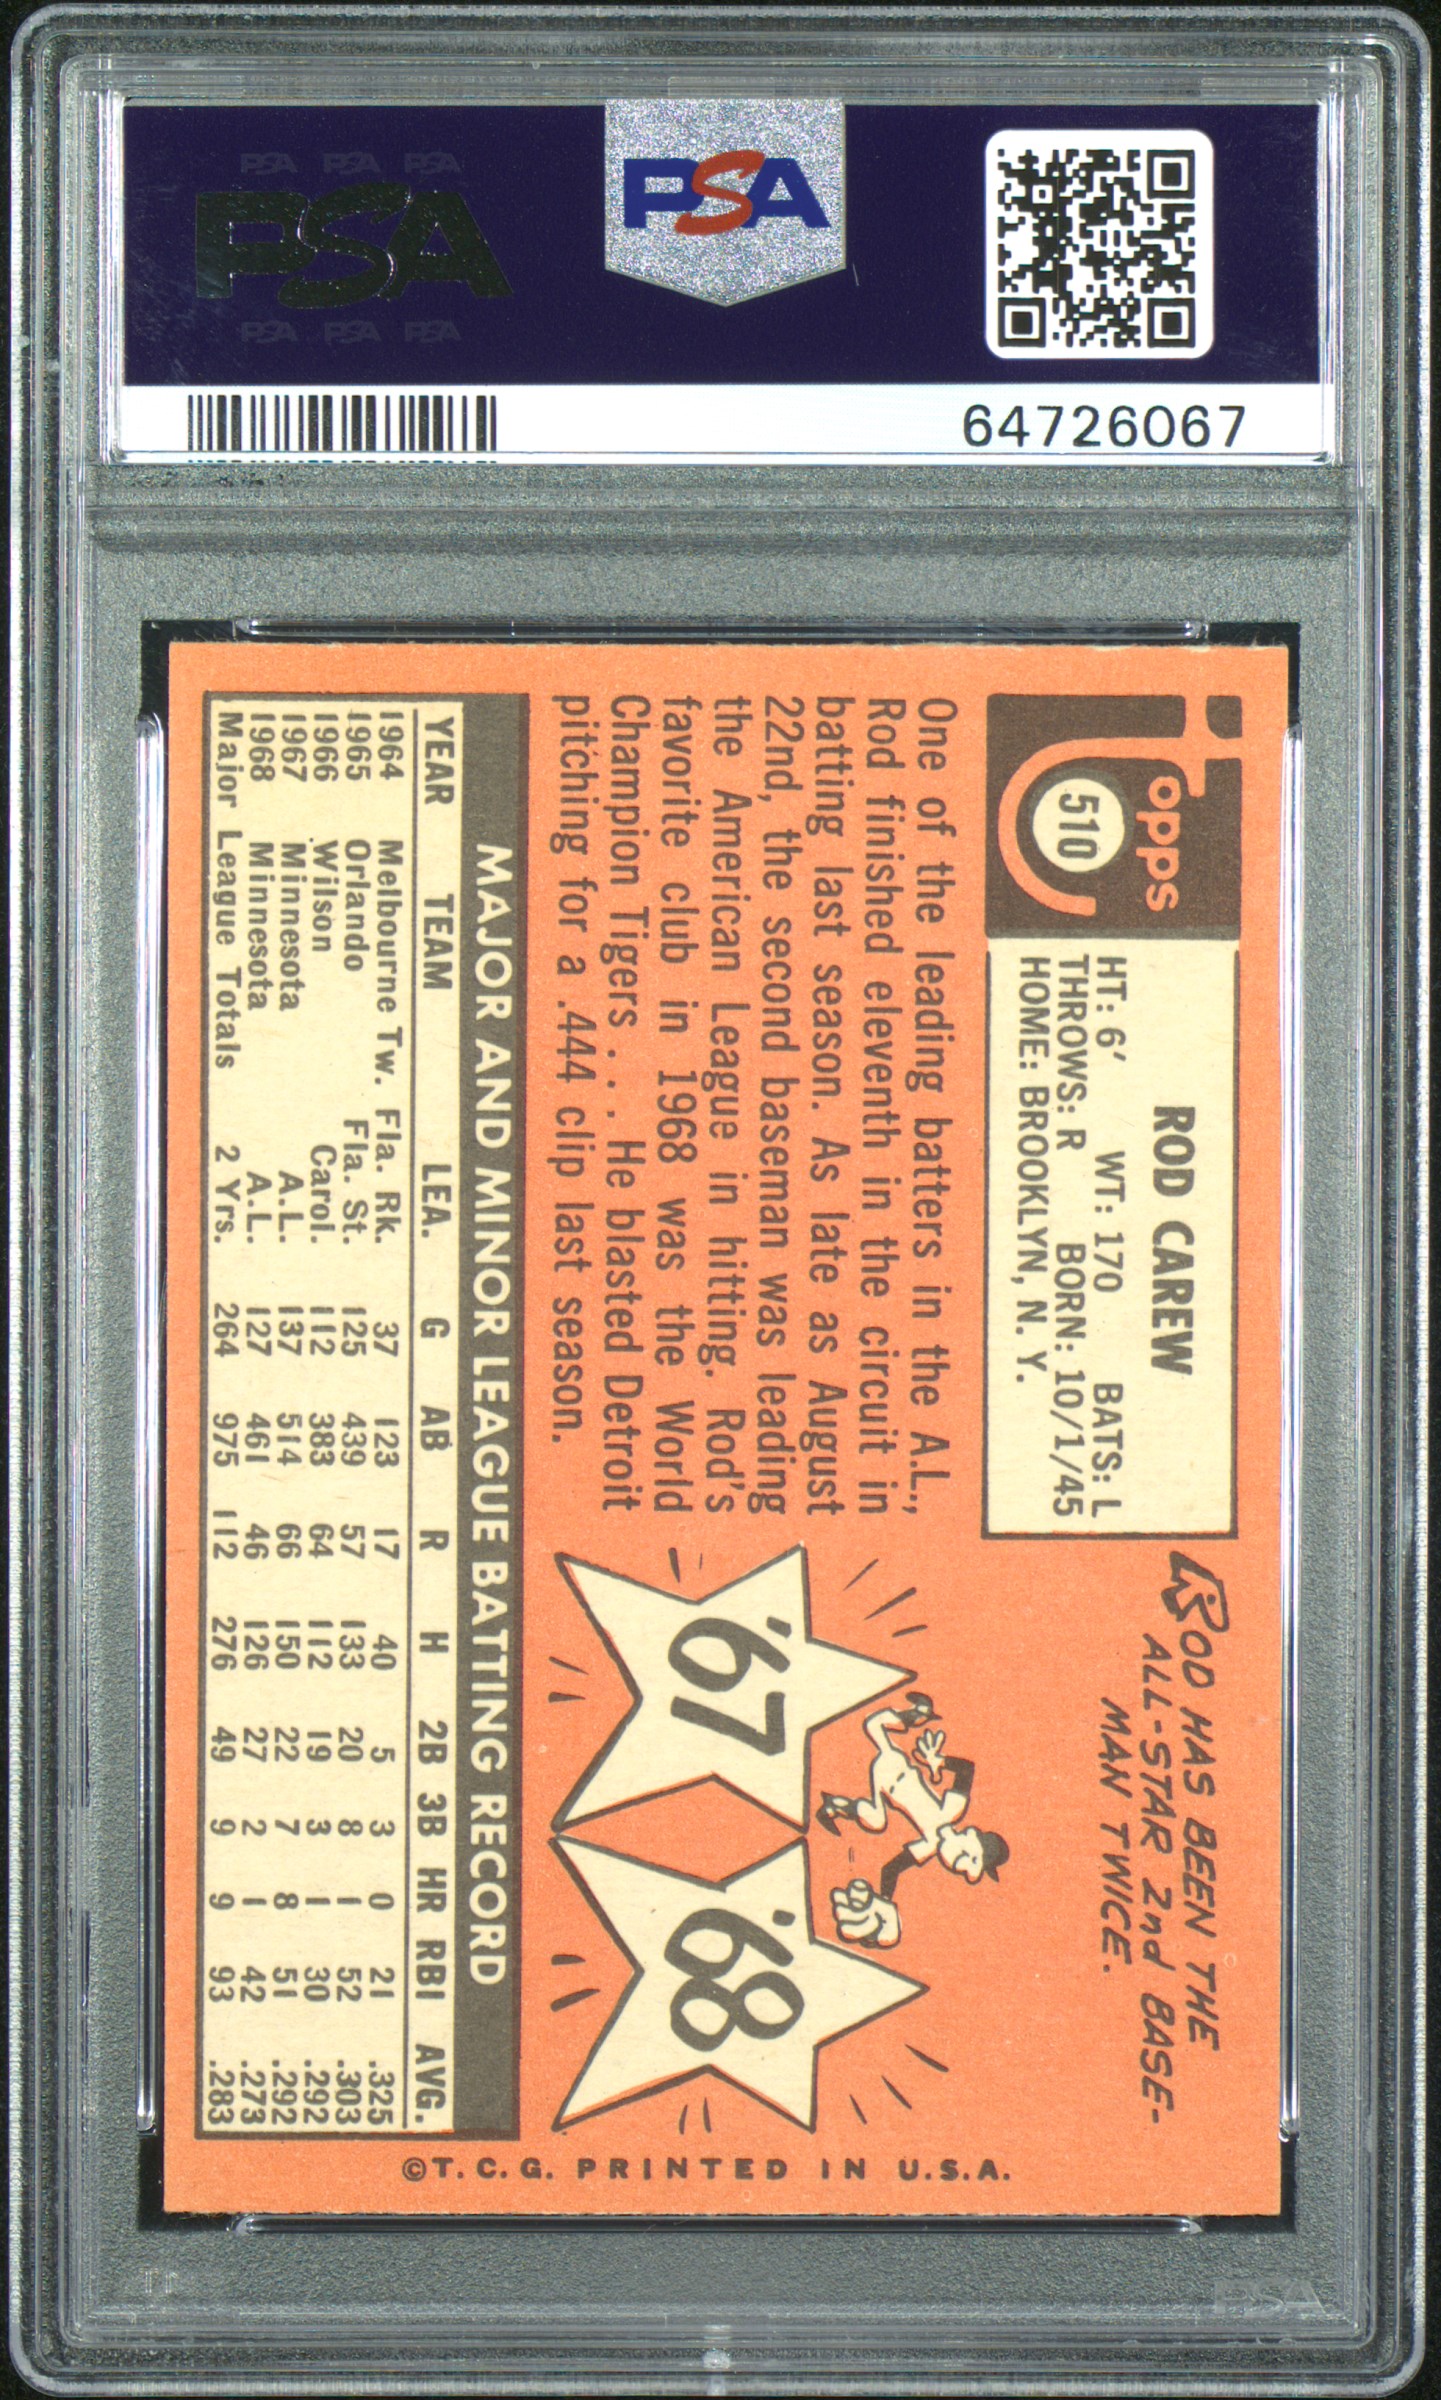 PSA PSA PSA
PSA
PSA PSA PSA
PSA
64726067
Topps
510
ROD CAREW
HT: 6' WT: 170 BATS: L
THROWS: R BORN: 10/1/45
HOME: BROOKLYN, N. Y.
ROD HAS BEEN THE
ALL-STAR 2nd BASE-
MAN TWICE.
One of the leading batters in the A.L.,
Rod finished eleventh in the circuit in
batting last season. As late as August
22nd, the second baseman was leading
the American League in hitting. Rod's
favorite club in 1968 was the World
Champion Tigers . . . He blasted Detroit
pitching for a .444 clip last season.
'67
'68
MAJOR AND MINOR LEAGUE BATTING RECORD
YEAR TEAM LEA. G AB R H 2B 3B HR RBI AVG.
1964 Melbourne Tw. Fla. Rk. 37 123 17 40 5 3 0 21 .325
1965 Orlando Fla. St. 125 439 57 133 20 8 1 52 .303
1966 Wilson Carol. 112 383 64 112 19 3 1 30 .292
1967 Minnesota A.L. 137 514 66 150 22 7 8 51 .292
1968 Minnesota A.L. 127 461 46 126 27 2 1 42 .273
Major League Totals 2 Yrs. 264 975 112 276 49 9 9 93 .283
©T.C.G. PRINTED IN U.S.A.
PSA